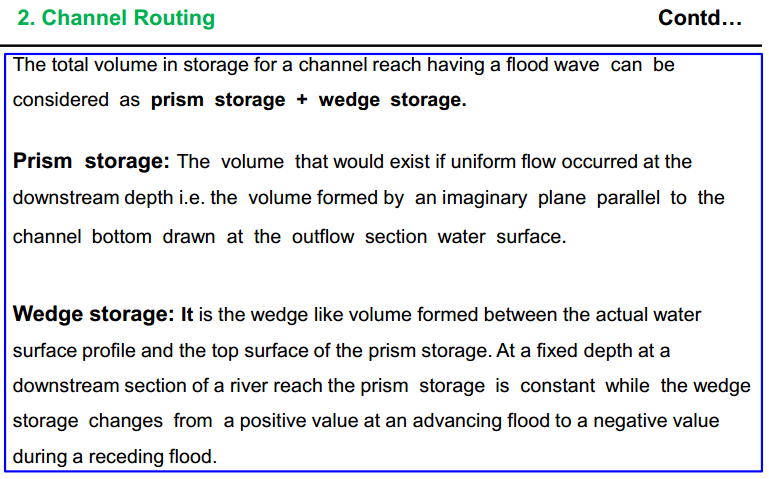 2. Channel Routing Contd…
The total volume in storage for a channel reach having a flood wave can be
considered as prism storage + wedge storage.
Prism storage: The volume that would exist if uniform flow occurred at the
downstream depth i.e. the volume formed by an imaginary plane parallel to the
channel bottom drawn at the outflow section water surface.
Wedge storage: It is the wedge like volume formed between the actual water
surface profile and the top surface of the prism storage. At a fixed depth at a
downstream section of a river reach the prism storage is constant while the wedge
storage changes from a positive value at an advancing flood to a negative value
during a receding flood.